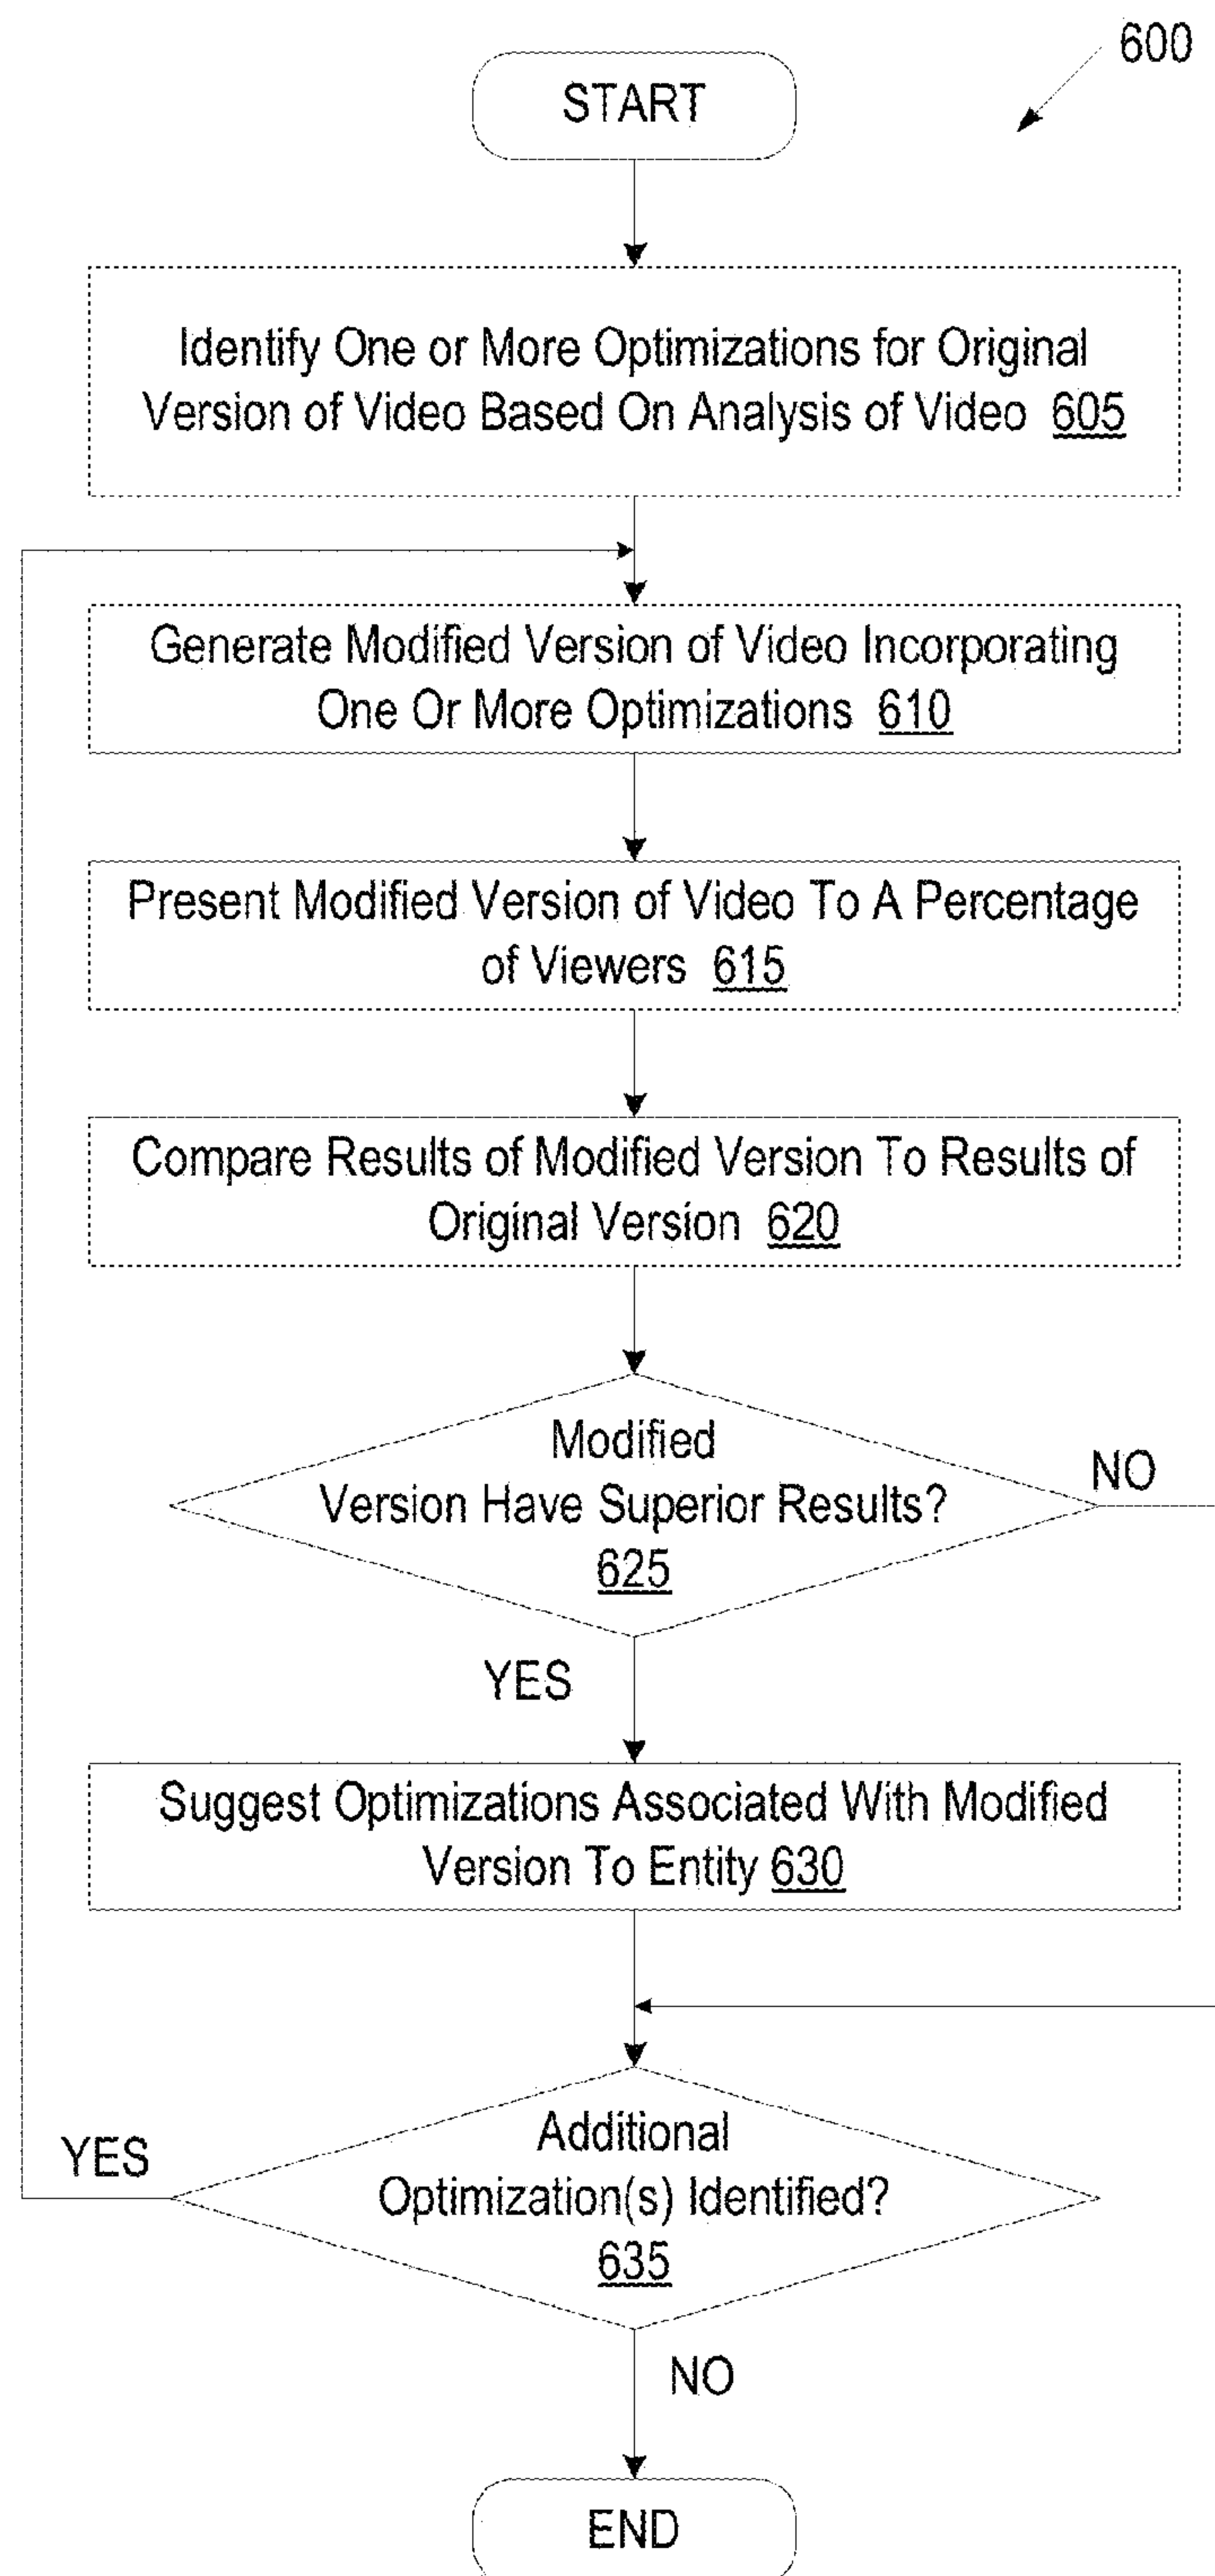 600
START
Identify One or More Optimizations for Original
Version of Video Based On Analysis of Video 605
Generate Modified Version of Video Incorporating
One Or More Optimizations 610
Present Modified Version of Video To A Percentage
of Viewers 615
Compare Results of Modified Version To Results of
Original Version 620
Modified
Version Have Superior Results?
625
NO
YES
Suggest Optimizations Associated With Modified
Version To Entity 630
Additional
Optimization(s) Identified?
635
YES
NO
END